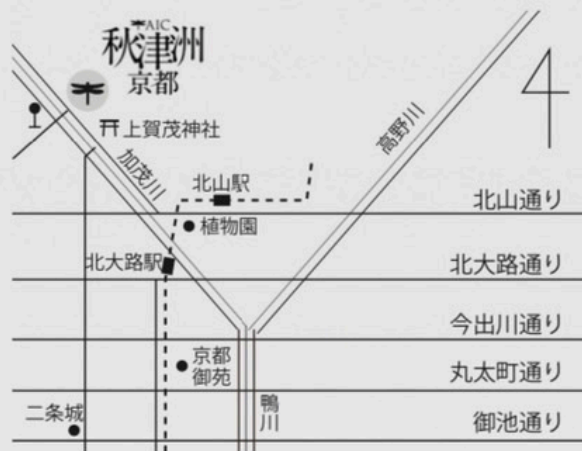 PAIC
秋津洲
京都
上賀茂神社
加茂川
高野川
北山駅
北山通り
植物園
北大路駅
北大路通り
今出川通り
京都
御苑
丸太町通り
二条城
鴨川
御池通り